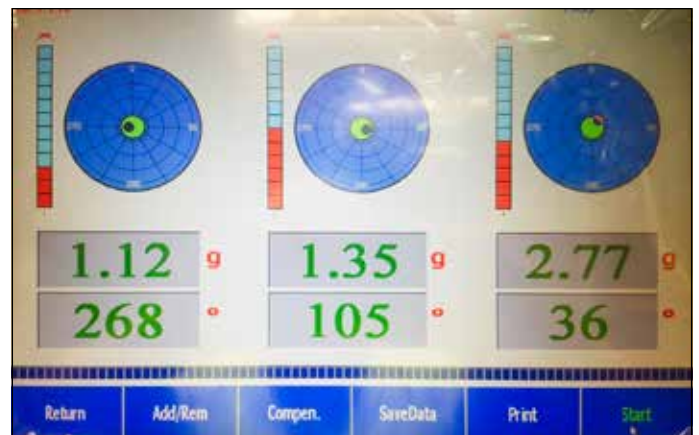 1.12 g 1.35 g 2.77 g
268 ° 105 ° 36 °
Return Add/Rem Compen. SaveData Print Start